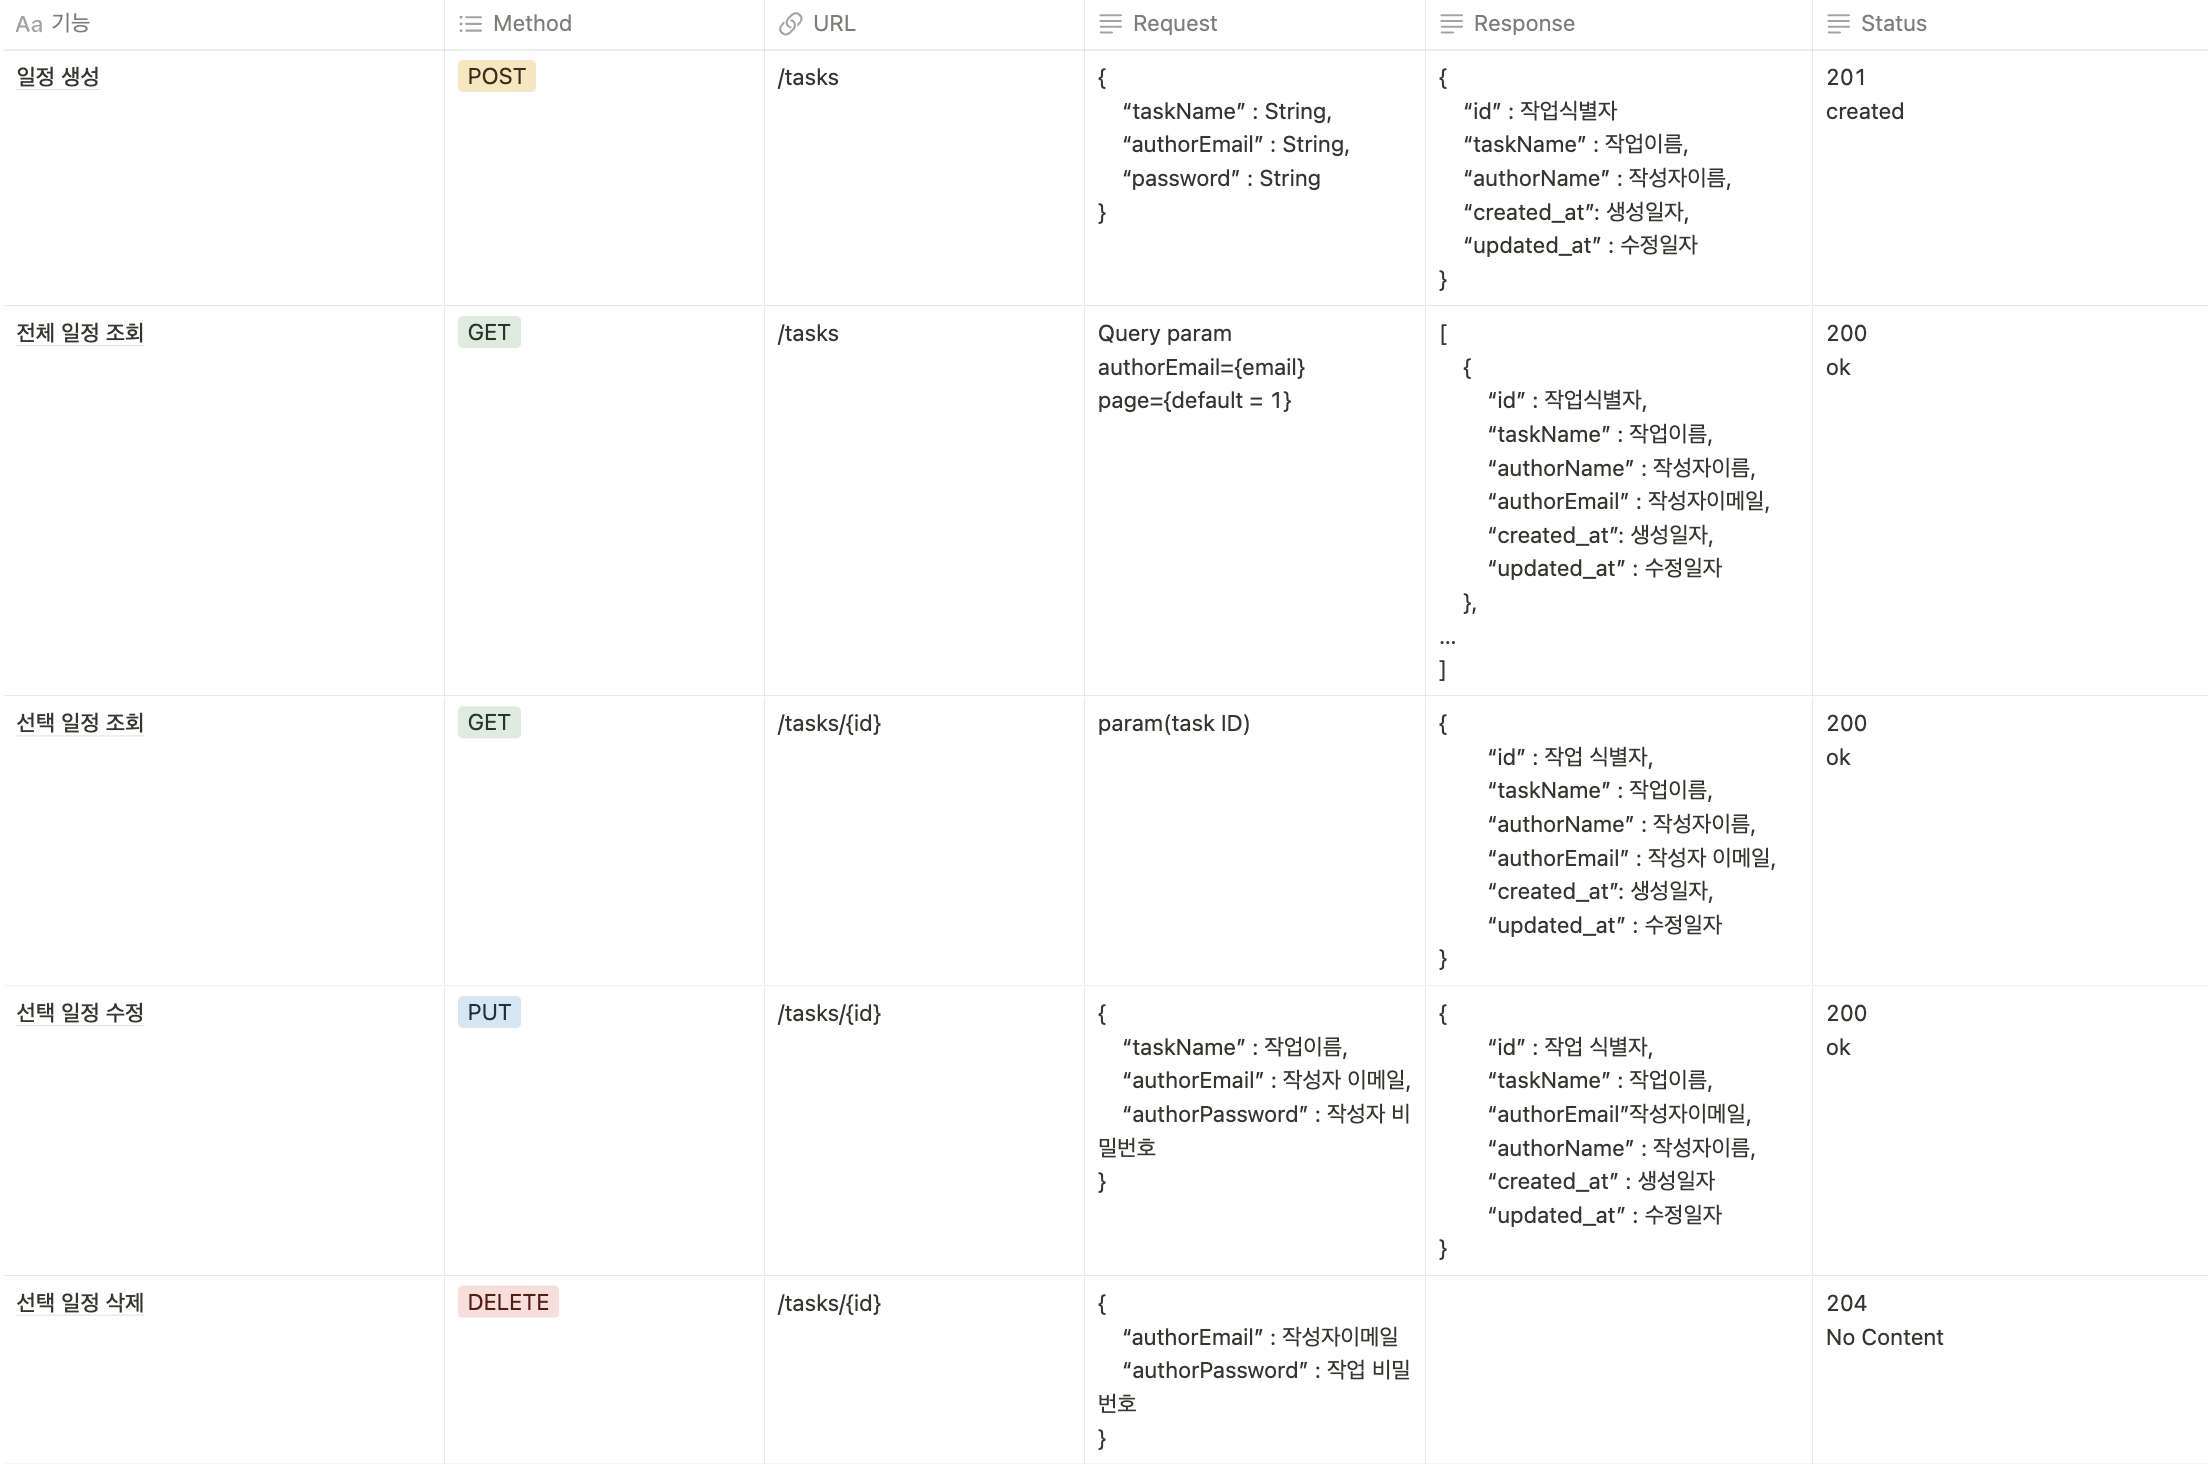 Aa 기능
Method
URL
Request
Response
Status
일정 생성
POST
/tasks
{
“taskName” : String,
“authorEmail” : String,
“password” : String
}
{
“id” : 작업식별자
“taskName” : 작업이름,
“authorName” : 작성자이름,
“created_at”: 생성일자,
“updated_at” : 수정일자
}
201
created
전체 일정 조회
GET
/tasks
Query param
authorEmail={email}
page={default = 1}
[
{
“id” : 작업식별자,
“taskName” : 작업이름,
“authorName” : 작성자이름,
“authorEmail” : 작성자이메일,
“created_at”: 생성일자,
“updated_at” : 수정일자
},
...
]
200
ok
선택 일정 조회
GET
/tasks/{id}
param(task ID)
{
“id” : 작업 식별자,
“taskName” : 작업이름,
“authorName” : 작성자이름,
“authorEmail” : 작성자 이메일,
“created_at”: 생성일자,
“updated_at” : 수정일자
}
200
ok
선택 일정 수정
PUT
/tasks/{id}
{
“taskName” : 작업이름,
“authorEmail” : 작성자 이메일,
“authorPassword” : 작성자 비
밀번호
}
{
“id” : 작업 식별자,
“taskName” : 작업이름,
“authorEmail”작성자이메일,
“authorName” : 작성자이름,
“created_at” : 생성일자
“updated_at” : 수정일자
}
200
ok
선택 일정 삭제
DELETE
/tasks/{id}
{
“authorEmail” : 작성자이메일
“authorPassword” : 작업 비밀
번호
}
204
No Content